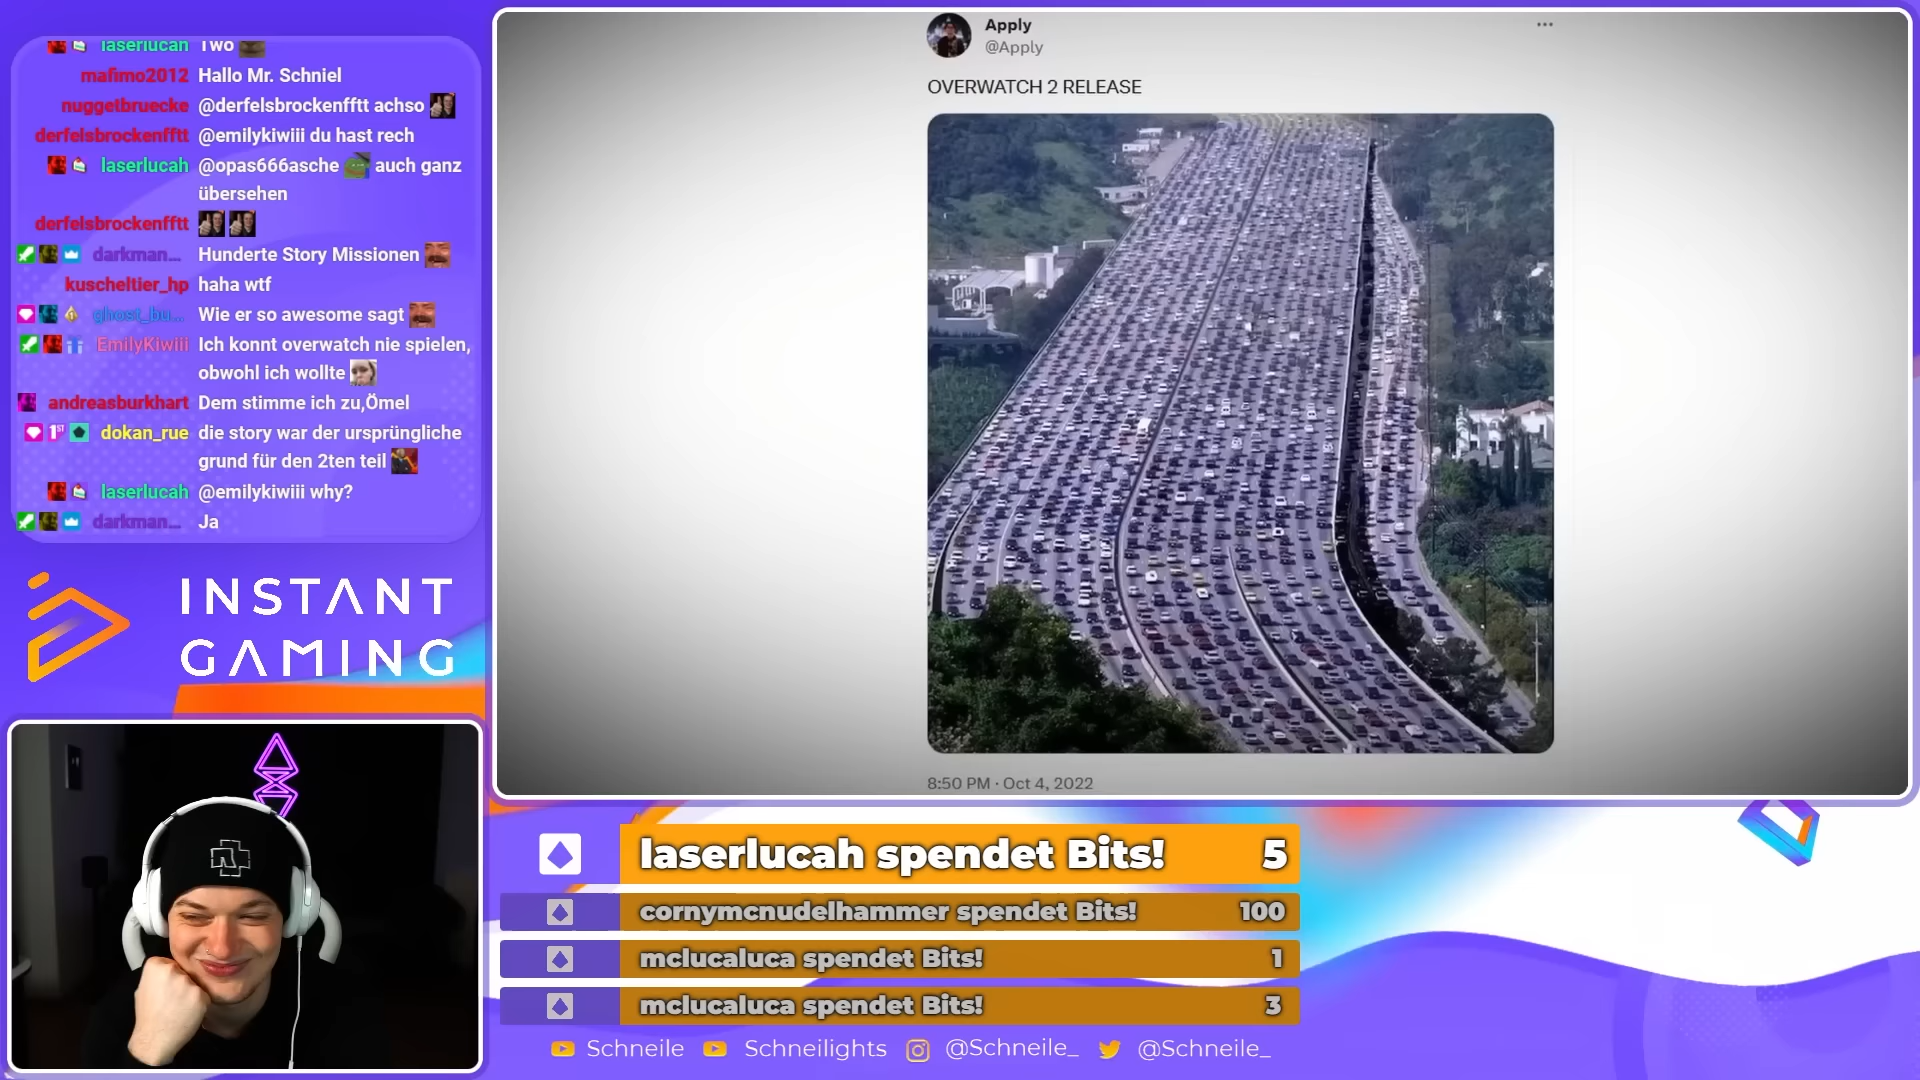 laserlucah Two
mafimo2012 Hallo Mr. Schniel
nuggetbruecke @derfelsbrockenfftt achso
derfelsbrockenfftt @emilykiwiii du hast rech
laserlucah @opas666asche auch ganz
übersehen
derfelsbrockenfftt
darkman... Hunderte Story Missionen
kuscheltier_hp haha wtf
ghost_hu... Wie er so awesome sagt
EmilyKiwiii Ich konnt overwatch nie spielen,
obwohl ich wollte
andreasburkhart Dem stimme ich zu,Ömel
1ST dokan_rue die story war der ursprüngliche
grund für den 2ten teil
laserlucah @emilykiwiii why?
darkman... Ja
INSTANT
GAMING
Apply
@Apply
OVERWATCH 2 RELEASE
8:50 PM · Oct 4, 2022
laserlucah spendet Bits! 5
cornymcnudelhammer spendet Bits! 100
mclucaluca spendet Bits! 1
mclucaluca spendet Bits! 3
Schneile Schneilights @Schneile_ @Schneile_